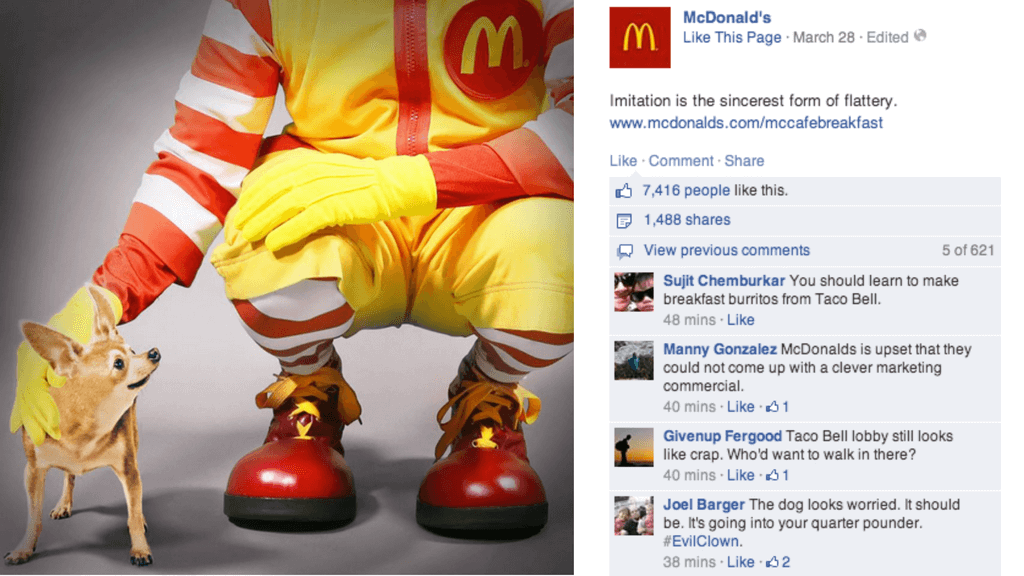 M
M
McDonald's
Like This Page · March 28 · Edited
Imitation is the sincerest form of flattery.
www.mcdonalds.com/mccafebreakfast
Like · Comment · Share
7,416 people like this.
1,488 shares
View previous comments 5 of 621
Sujit Chemburkar You should learn to make
breakfast burritos from Taco Bell.
48 mins · Like
Manny Gonzalez McDonalds is upset that they
could not come up with a clever marketing
commercial.
40 mins · Like · 1
Givenup Fergood Taco Bell lobby still looks
like crap. Who'd want to walk in there?
40 mins · Like · 1
Joel Barger The dog looks worried. It should
be. It's going into your quarter pounder.
#EvilClown.
38 mins · Like · 2